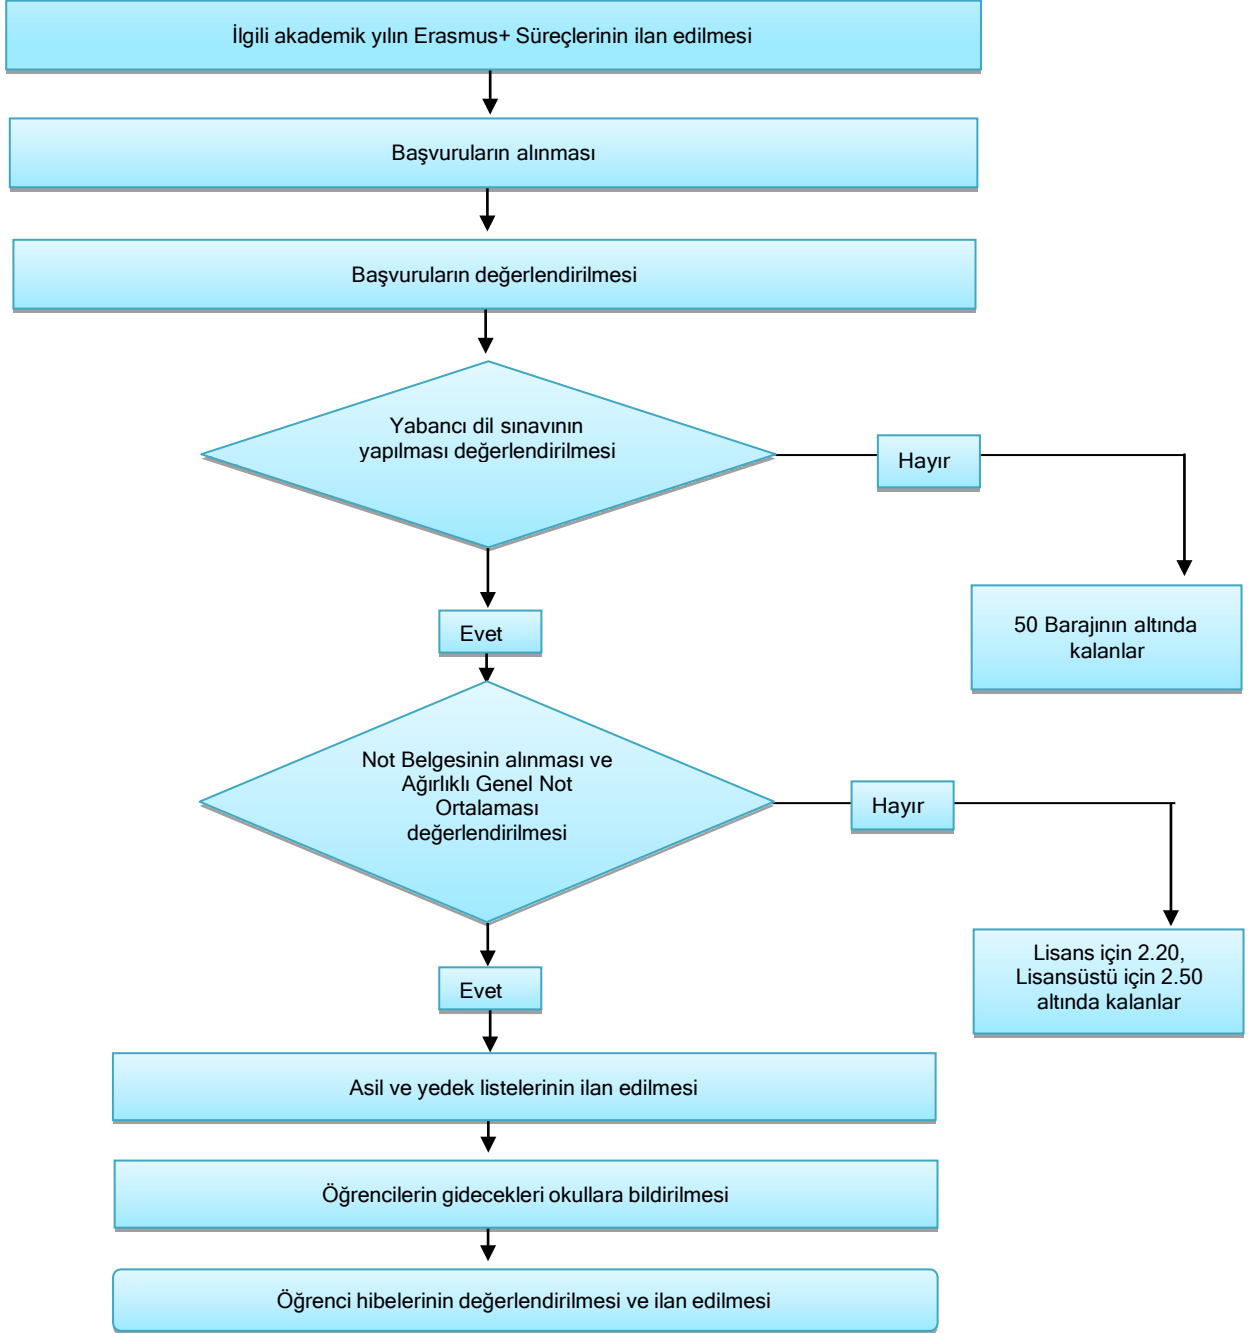 İlgili akademik yılın Erasmus+ Süreçlerinin ilan edilmesi
Başvuruların alınması
Başvuruların değerlendirilmesi
Yabancı dil sınavının
yapılması değerlendirilmesi
Hayır
50 Barajının altında
kalanlar
Evet
Not Belgesinin alınması ve
Ağırlıklı Genel Not
Ortalaması
değerlendirilmesi
Hayır
Lisans için 2.20,
Lisansüstü için 2.50
altında kalanlar
Evet
Asil ve yedek listelerinin ilan edilmesi
Öğrencilerin gidecekleri okullara bildirilmesi
Öğrenci hibelerinin değerlendirilmesi ve ilan edilmesi